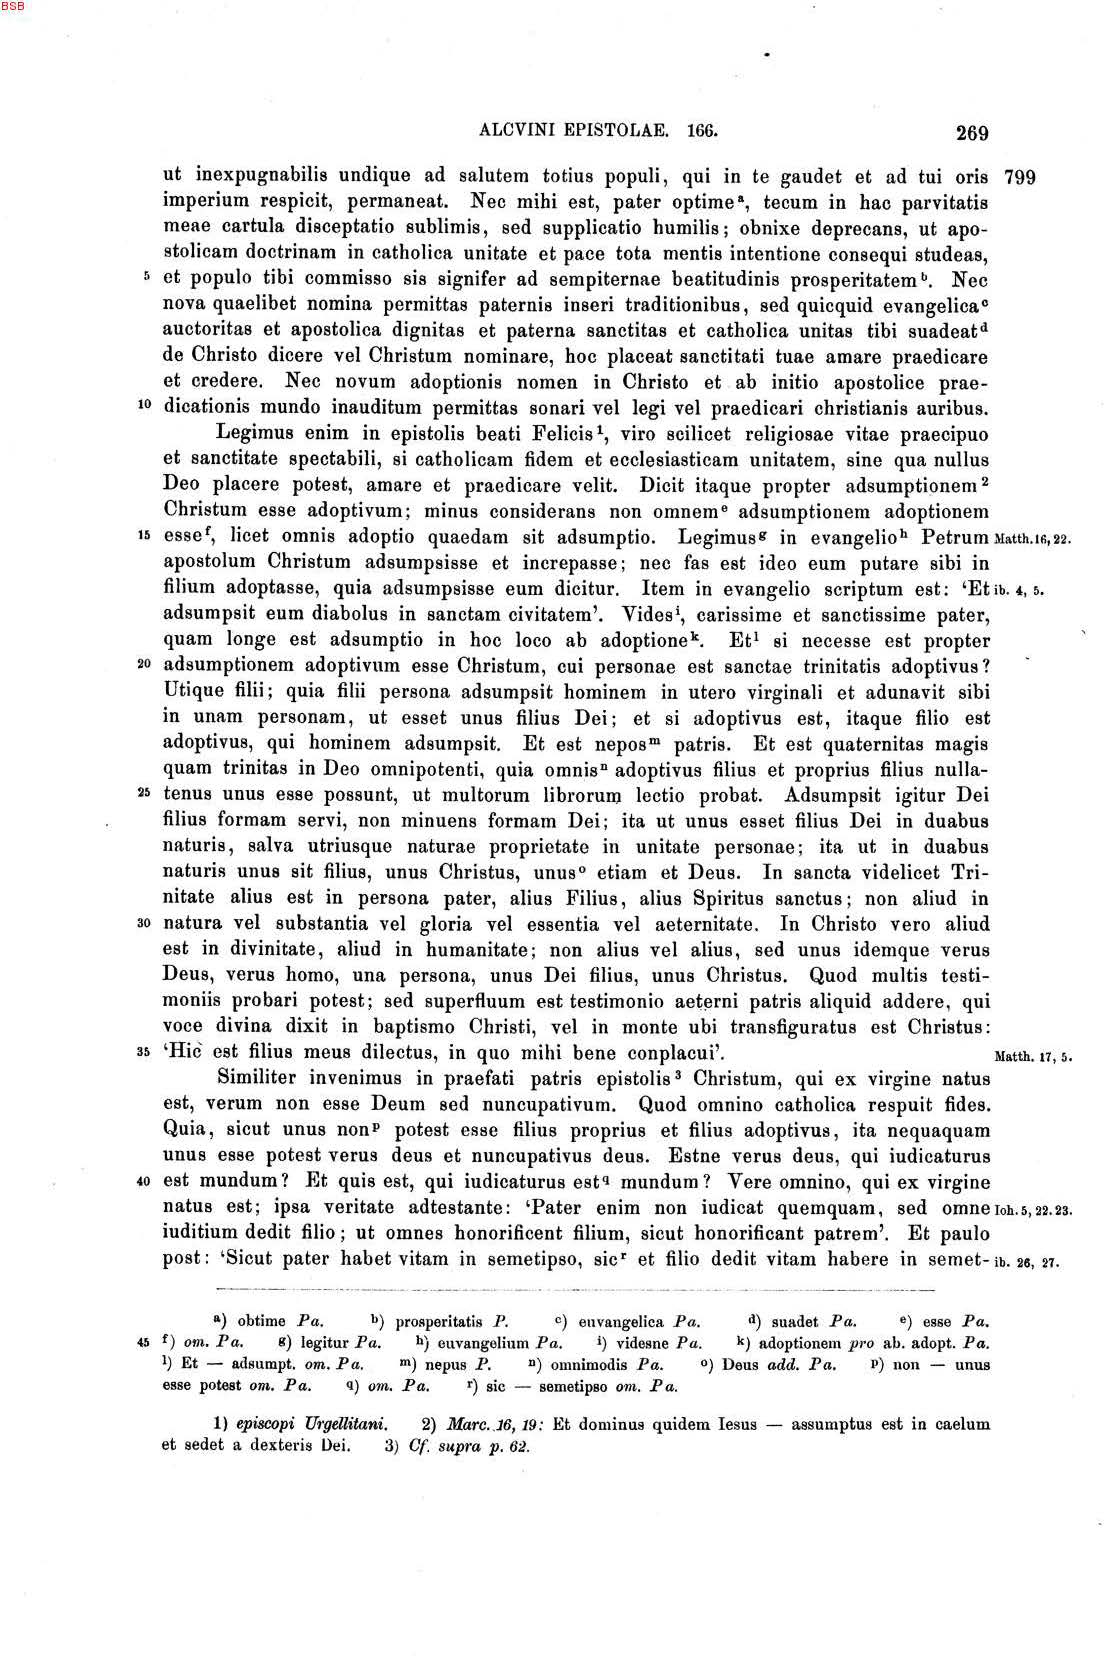 BSB
ALCVINI EPISTOLAE. 166. 269
ut inexpugnabilis undique ad salutem totius populi, qui in te gaudet et ad tui oris 799
imperium respicit, permaneat. Nec mihi est, pater optimeᵃ, tecum in hac parvitatis
meae cartula disceptatio sublimis, sed supplicatio humilis; obnixe deprecans, ut apo-
stolicam doctrinam in catholica unitate et pace tota mentis intentione consequi studeas,
5 et populo tibi commisso sis signifer ad sempiternae beatitudinis prosperitatemᵇ. Nec
nova quaelibet nomina permittas paternis inseri traditionibus, sed quicquid evangelicaᶜ
auctoritas et apostolica dignitas et paterna sanctitas et catholica unitas tibi suadeatᵈ
de Christo dicere vel Christum nominare, hoc placeat sanctitati tuae amare praedicare
et credere. Nec novum adoptionis nomen in Christo et ab initio apostolice prae-
10 dicationis mundo inauditum permittas sonari vel legi vel praedicari christianis auribus.
Legimus enim in epistolis beati Felicis¹, viro scilicet religiosae vitae praecipuo
et sanctitate spectabili, si catholicam fidem et ecclesiasticam unitatem, sine qua nullus
Deo placere potest, amare et praedicare velit. Dicit itaque propter adsumptionem²
Christum esse adoptivum; minus considerans non omnemᵉ adsumptionem adoptionem
15 esseᶠ, licet omnis adoptio quaedam sit adsumptio. Legimusᵍ in evangelioʰ Petrum Matth. 16, 22.
apostolum Christum adsumpsisse et increpasse; nec fas est ideo eum putare sibi in
filium adoptasse, quia adsumpsisse eum dicitur. Item in evangelio scriptum est: ‘Et ib. 4, 5.
adsumpsit eum diabolus in sanctam civitatem’. Videsⁱ, carissime et sanctissime pater,
quam longe est adsumptio in hoc loco ab adoptioneᵏ. Etˡ si necesse est propter
20 adsumptionem adoptivum esse Christum, cui personae est sanctae trinitatis adoptivus?
Utique filii; quia filii persona adsumpsit hominem in utero virginali et adunavit sibi
in unam personam, ut esset unus filius Dei; et si adoptivus est, itaque filio est
adoptivus, qui hominem adsumpsit. Et est neposᵐ patris. Et est quaternitas magis
quam trinitas in Deo omnipotenti, quia omnisⁿ adoptivus filius et proprius filius nulla-
25 tenus unus esse possunt, ut multorum librorum lectio probat. Adsumpsit igitur Dei
filius formam servi, non minuens formam Dei; ita ut unus esset filius Dei in duabus
naturis, salva utriusque naturae proprietate in unitate personae; ita ut in duabus
naturis unus sit filius, unus Christus, unusᵒ etiam et Deus. In sancta videlicet Tri-
nitate alius est in persona pater, alius Filius, alius Spiritus sanctus; non aliud in
30 natura vel substantia vel gloria vel essentia vel aeternitate. In Christo vero aliud
est in divinitate, aliud in humanitate; non alius vel alius, sed unus idemque verus
Deus, verus homo, una persona, unus Dei filius, unus Christus. Quod multis testi-
moniis probari potest; sed superfluum est testimonio aeterni patris aliquid addere, qui
voce divina dixit in baptismo Christi, vel in monte ubi transfiguratus est Christus:
35 ‘Hic est filius meus dilectus, in quo mihi bene conplacui’. Matth. 17, 5.
Similiter invenimus in praefati patris epistolis³ Christum, qui ex virgine natus
est, verum non esse Deum sed nuncupativum. Quod omnino catholica respuit fides.
Quia, sicut unus nonᵖ potest esse filius proprius et filius adoptivus, ita nequaquam
unus esse potest verus deus et nuncupativus deus. Estne verus deus, qui iudicaturus
40 est mundum? Et quis est, qui iudicaturus est^q mundum? Vere omnino, qui ex virgine
natus est; ipsa veritate adtestante: ‘Pater enim non iudicat quemquam, sed omne Ioh. 5, 22. 23.
iuditium dedit filio; ut omnes honorificent filium, sicut honorificant patrem’. Et paulo
post: ‘Sicut pater habet vitam in semetipso, sicʳ et filio dedit vitam habere in semet- ib. 26, 27.
a) obtime Pa. b) prosperitatis P. c) euvangelica Pa. d) suadet Pa. e) esse Pa.
45 f) om. Pa. g) legitur Pa. h) euvangelium Pa. i) videsne Pa. k) adoptionem pro ab. adopt. Pa.
l) Et — adsumpt. om. Pa. m) nepus P. n) omnimodis Pa. o) Deus add. Pa. p) non — unus
esse potest om. Pa. q) om. Pa. r) sic — semetipso om. Pa.
1) episcopi Urgellitani. 2) Marc. 16, 19: Et dominus quidem Iesus — assumptus est in caelum
et sedet a dexteris Dei. 3) Cf. supra p. 62.